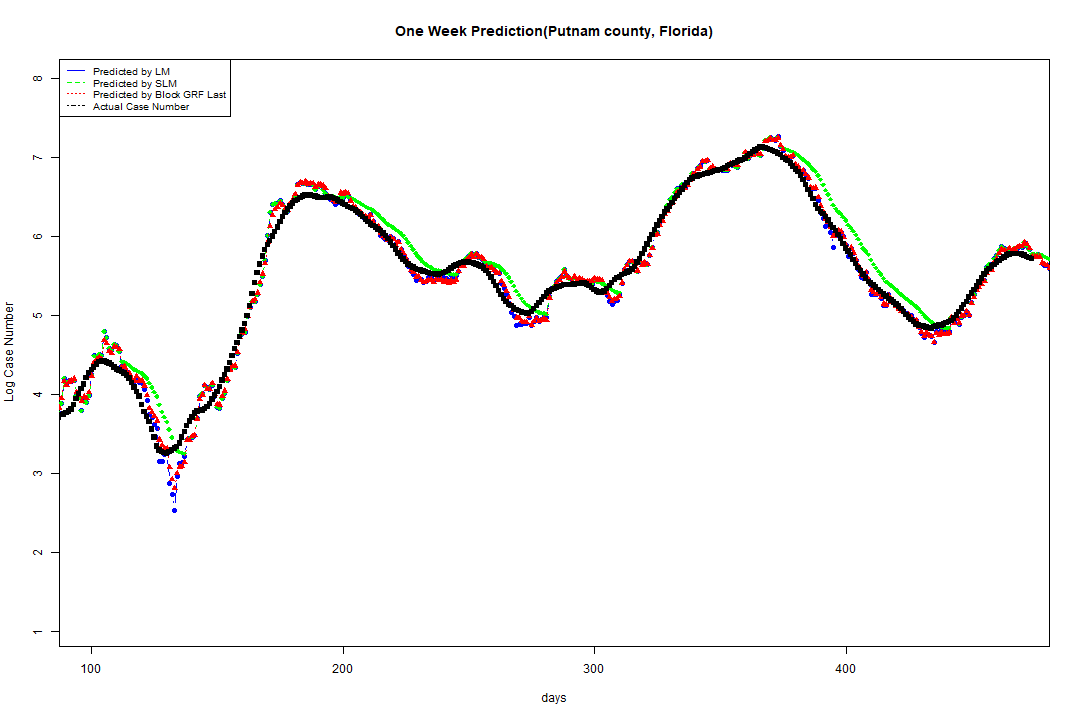 One Week Prediction(Putnam county, Florida)
Predicted by LM
Predicted by SLM
Predicted by Block GRF Last
Actual Case Number
8
7
6
5
4
3
2
1
Log Case Number
100 200 300 400
days